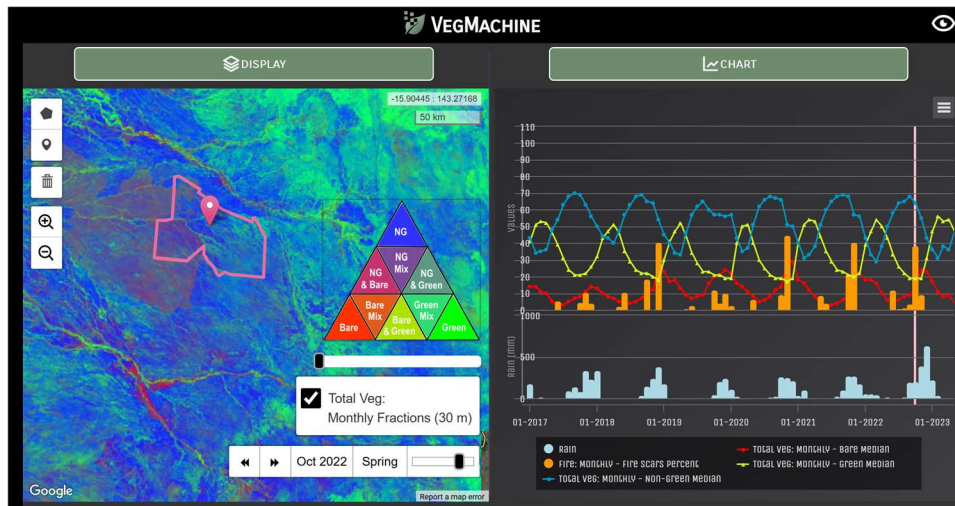 VEGMACHINE
DISPLAY
CHART
-15.90445 : 143.27168
50 km
NG
NG
& Bare
NG
Mix
NG
& Green
Bare
Bare
Mix
Bare
& Green
Green
Mix
Green
Total Veg:
Monthly Fractions (30 m)
Oct 2022 Spring
Google
Report a map error
110
100
90
80
70
60
50
40
30
20
10
0
Values
1000
500
0
Rain (mm)
01-2017 01-2018 01-2019 01-2020 01-2021 01-2022 01-2023
Rain
Fire: Monthly - Fire Scars Percent
Total Veg: Monthly - Non-Green Median
Total Veg: Monthly - Bare Median
Total Veg: Monthly - Green Median